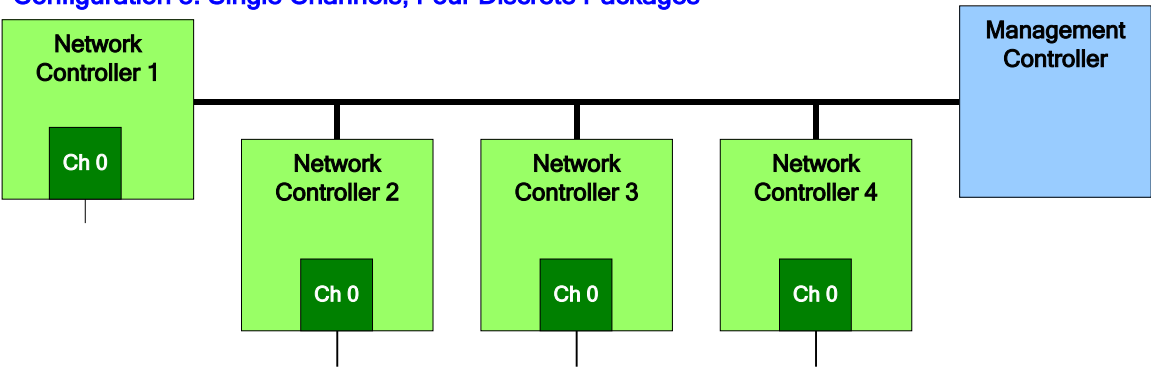 Configuration 3: Single Channels, Four Discrete Packages
Network
Controller 1
Ch 0
Management
Controller
Network
Controller 2
Ch 0
Network
Controller 3
Ch 0
Network
Controller 4
Ch 0